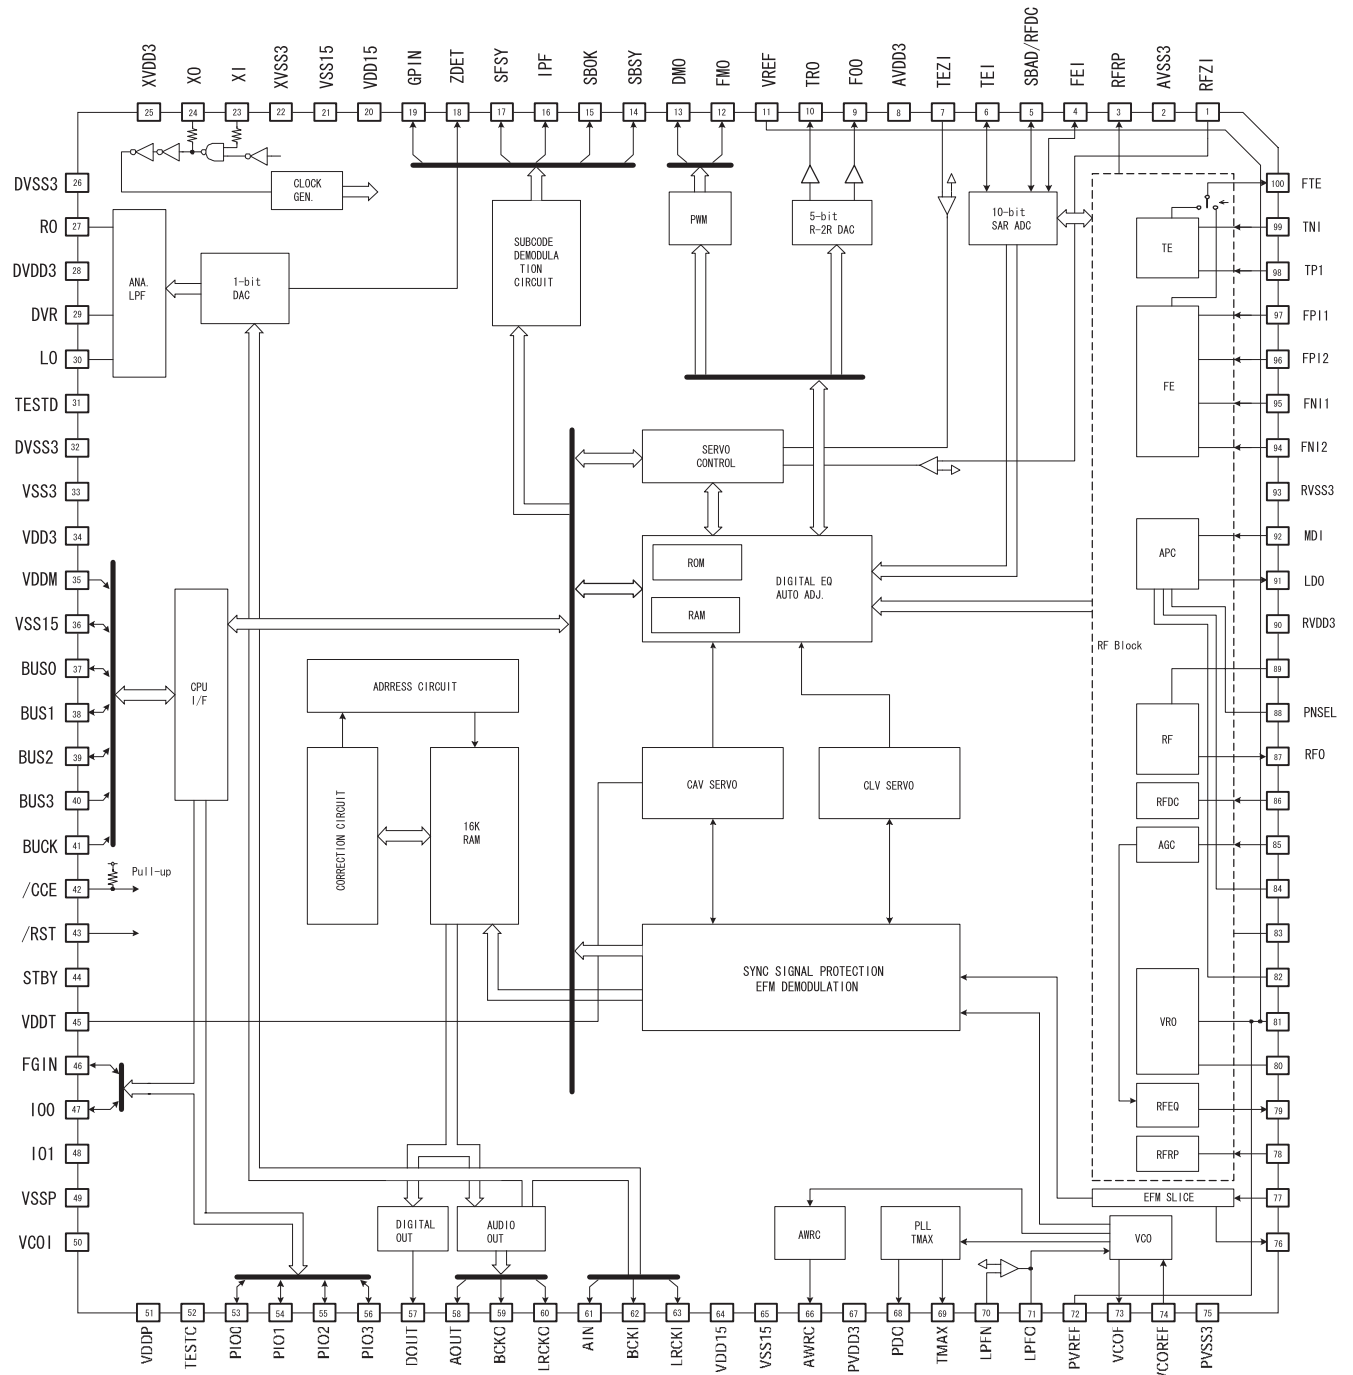 XVDD3
XO
XI
XVSS3
VSS15
VDD15
GPIN
ZDET
SFSY
IPF
SBOK
SBSY
DMO
FMO
VREF
TRO
FOO
AVDD3
TEZI
TEI
SBAD/RFDC
FEI
RFRP
AVSS3
RFZI
25 24 23 22 21 20 19 18 17 16 15 14 13 12 11 10 9 8 7 6 5 4 3 2 1
DVSS3 26
RO 27
DVDD3 28
DVR 29
LO 30
TESTD 31
DVSS3 32
VSS3 33
VDD3 34
VDDM 35
VSS15 36
BUS0 37
BUS1 38
BUS2 39
BUS3 40
BUCK 41
/CCE 42
Pull-up
/RST 43
STBY 44
VDDT 45
FGIN 46
IO0 47
IO1 48
VSSP 49
VCOI 50
CLOCK
GEN.
ANA.
LPF
1-bit
DAC
SUBCODE
DEMODULA
TION
CIRCUIT
PWM
5-bit
R-2R DAC
10-bit
SAR ADC
SERVO
CONTROL
ROM
RAM
DIGITAL EQ
AUTO ADJ.
CPU
I/F
ADRRESS CIRCUIT
CORRECTION CIRCUIT
16K
RAM
CAV SERVO
CLV SERVO
SYNC SIGNAL PROTECTION
EFM DEMODULATION
DIGITAL
OUT
AUDIO
OUT
AWRC
PLL
TMAX
VCO
EFM SLICE
RF Block
TE
FE
APC
RF
RFDC
AGC
VRO
RFEQ
RFRP
100 FTE
99 TNI
98 TP1
97 FPI1
96 FPI2
95 FNI1
94 FNI2
93 RVSS3
92 MDI
91 LDO
90 RVDD3
89
88 PNSEL
87 RFO
86
85
84
83
82
81
80
79
78
77
76
51 52 53 54 55 56 57 58 59 60 61 62 63 64 65 66 67 68 69 70 71 72 73 74 75
VDDP
TESTC
PIO0
PIO1
PIO2
PIO3
DOUT
AOUT
BCKO
LRCKO
AIN
BCKI
LRCKI
VDD15
VSS15
AWRC
PVDD3
PDO
TMAX
LPFN
LPFO
PVREF
VCOF
VCOREF
PVSS3